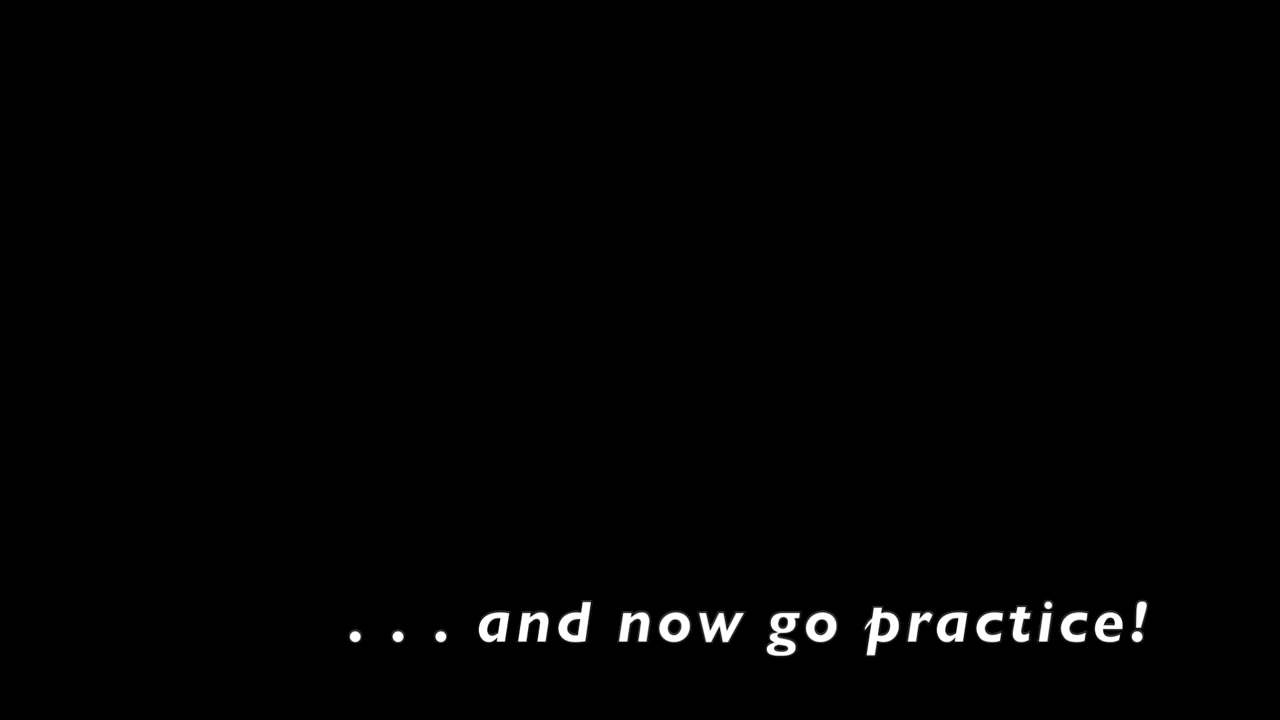 . . . and now go practice!